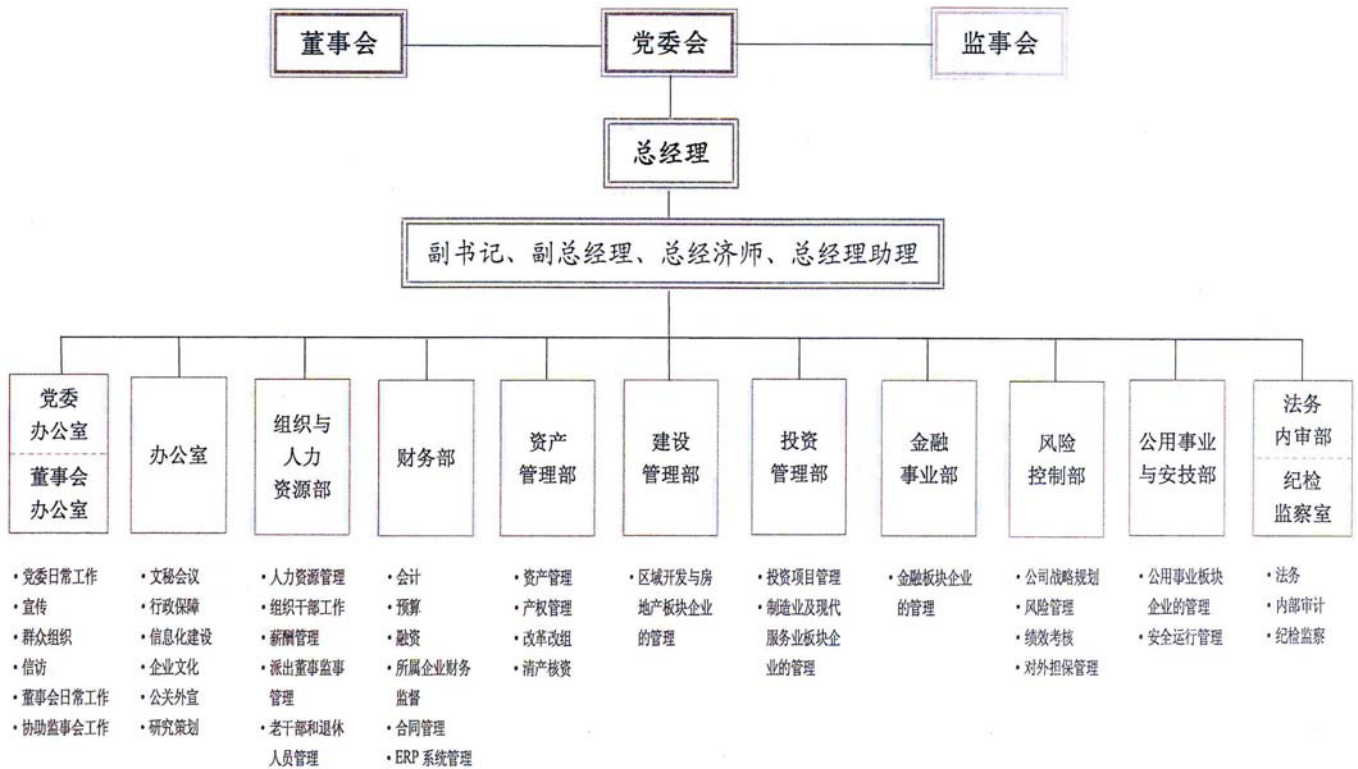 董事会
党委会
监事会
总经理
副书记、副总经理、总经济师、总经理助理
党委
办公室
董事会
办公室
办公室
组织与
人力
资源部
财务部
资产
管理部
建设
管理部
投资
管理部
金融
事业部
风险
控制部
公用事业
与安技部
法务
内审部
纪检
监察室
·党委日常工作
·宣传
·群众组织
·信访
·董事会日常工作
·协助监事会工作
·文秘会议
·行政保障
·信息化建设
·企业文化
·公关外宣
·研究策划
·人力资源管理
·组织干部工作
·薪酬管理
·派出董事监事
管理
·老干部和退休
人员管理
·会计
·预算
·融资
·所属企业财务
监督
·合同管理
·ERP 系统管理
·资产管理
·产权管理
·改革改组
·清产核资
·区域开发与房
地产板块企业
的管理
·投资项目管理
·制造业及现代
服务业板块企
业的管理
·金融板块企业
的管理
·公司战略规划
·风险管理
·绩效考核
·对外担保管理
·公用事业板块
企业的管理
·安全运行管理
·法务
·内部审计
·纪检监察